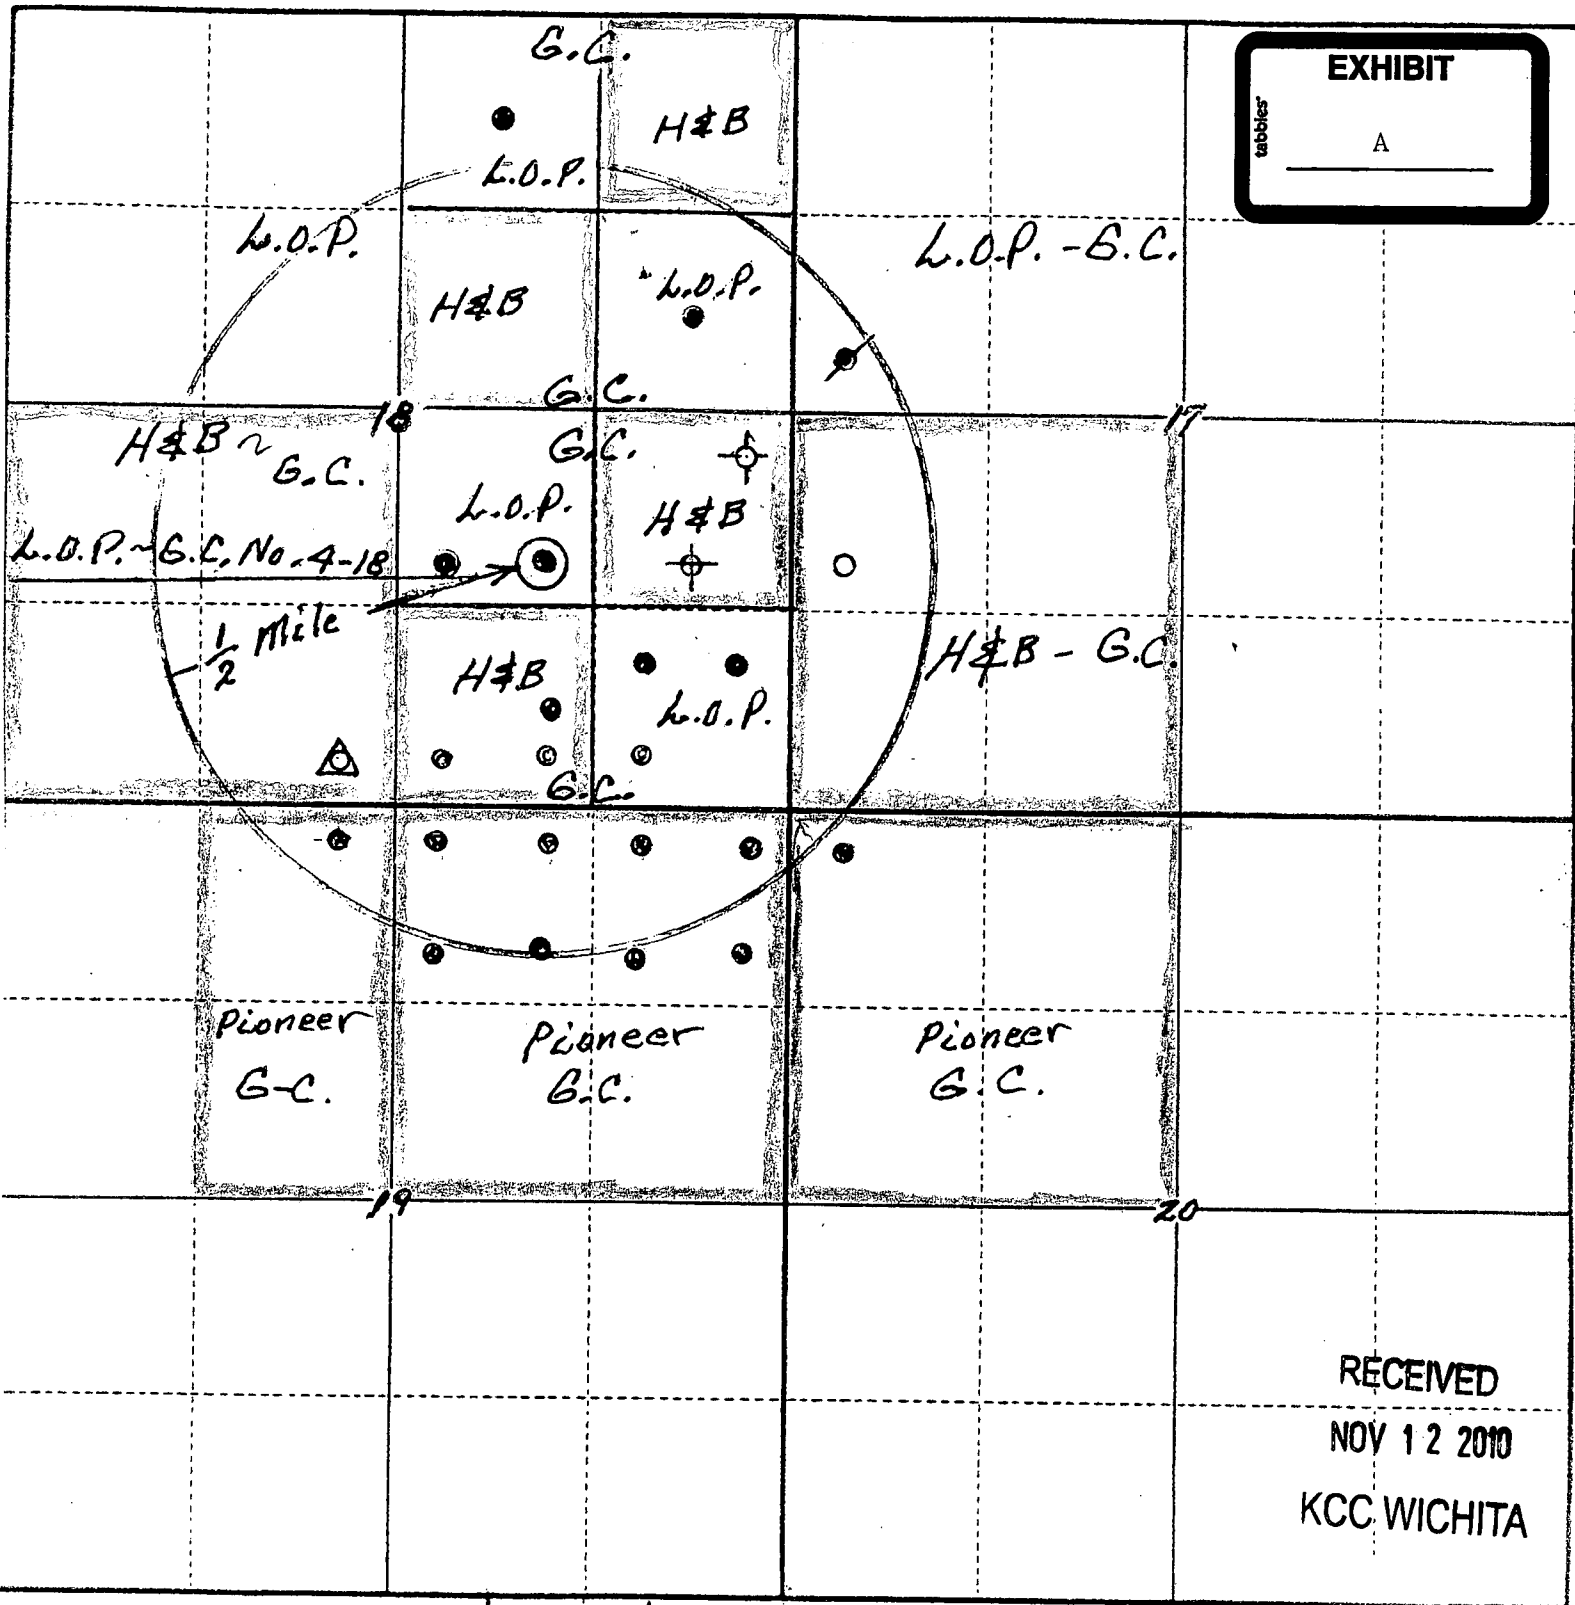 G.C.
EXHIBIT
tabbies'
A
H&B
L.O.P.
L.O.P.
L.O.P. - G.C.
H&B
L.O.P.
G.C.
18
17
H&B ~
G.C.
G.C.
L.O.P.
H&B
L.O.P.~G.C. No. 4-18
1/2 Mile
H&B
H&B - G.C.
L.O.P.
G.C.
Pioneer
G-C.
Pioneer
G.C.
Pioneer
G.C.
19
20
RECEIVED
NOV 12 2010
KCC WICHITA